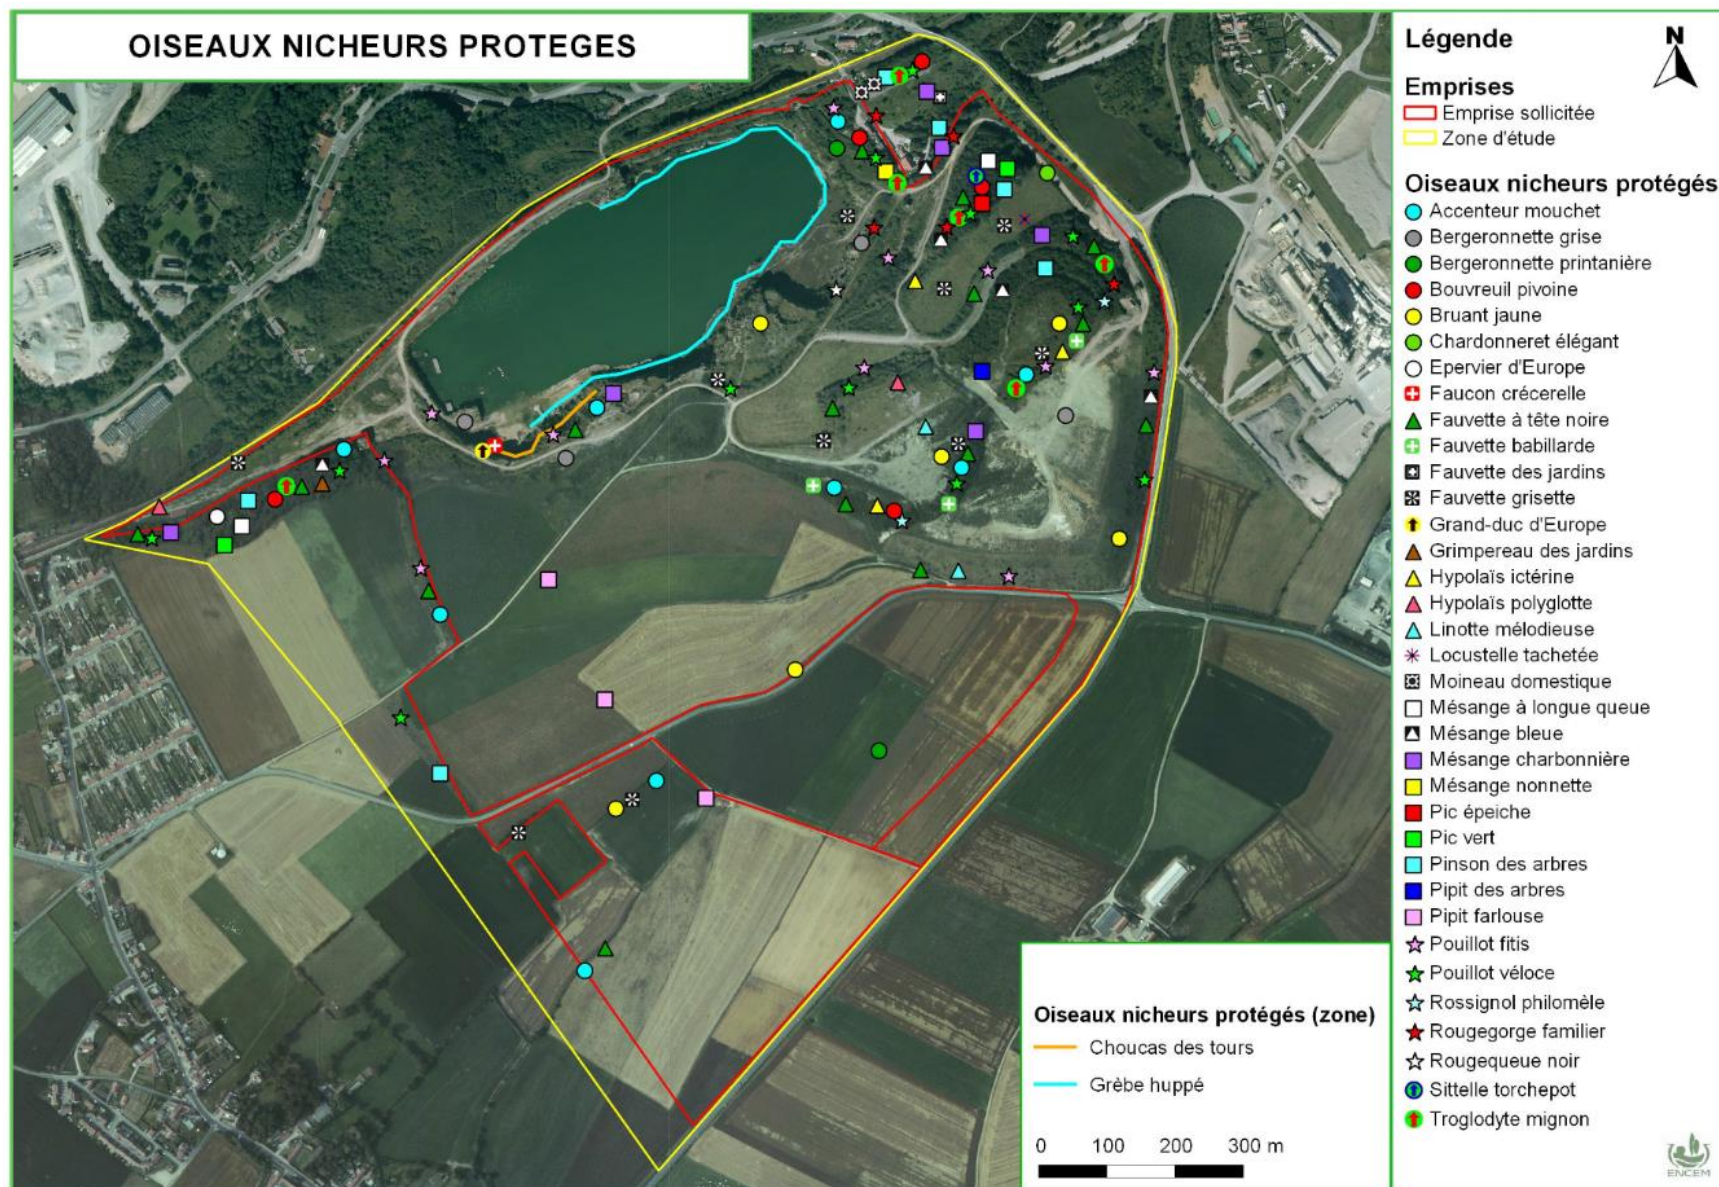 OISEAUX NICHEURS PROTEGES
Légende
N
Emprises
Emprise sollicitée
Zone d'étude
Oiseaux nicheurs protégés
Accenteur mouchet
Bergeronnette grise
Bergeronnette printanière
Bouvreuil pivoine
Bruant jaune
Chardonneret élégant
Epervier d'Europe
Faucon crécerelle
Fauvette à tête noire
Fauvette babillarde
Fauvette des jardins
Fauvette grisette
Grand-duc d'Europe
Grimpereau des jardins
Hypolaïs ictérine
Hypolaïs polyglotte
Linotte mélodieuse
Locustelle tachetée
Moineau domestique
Mésange à longue queue
Mésange bleue
Mésange charbonnière
Mésange nonnette
Pic épeiche
Pic vert
Pinson des arbres
Pipit des arbres
Pipit farlouse
Pouillot fitis
Pouillot véloce
Rossignol philomèle
Rougegorge familier
Rougequeue noir
Sittelle torchepot
Troglodyte mignon
Oiseaux nicheurs protégés (zone)
Choucas des tours
Grèbe huppé
0 100 200 300 m
ENCEM